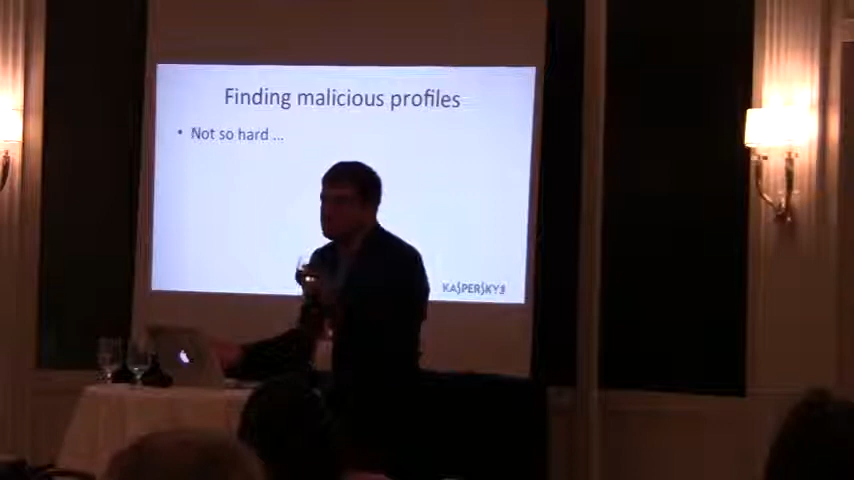 Finding malicious profiles
• Not so hard ...
KASPERSKY